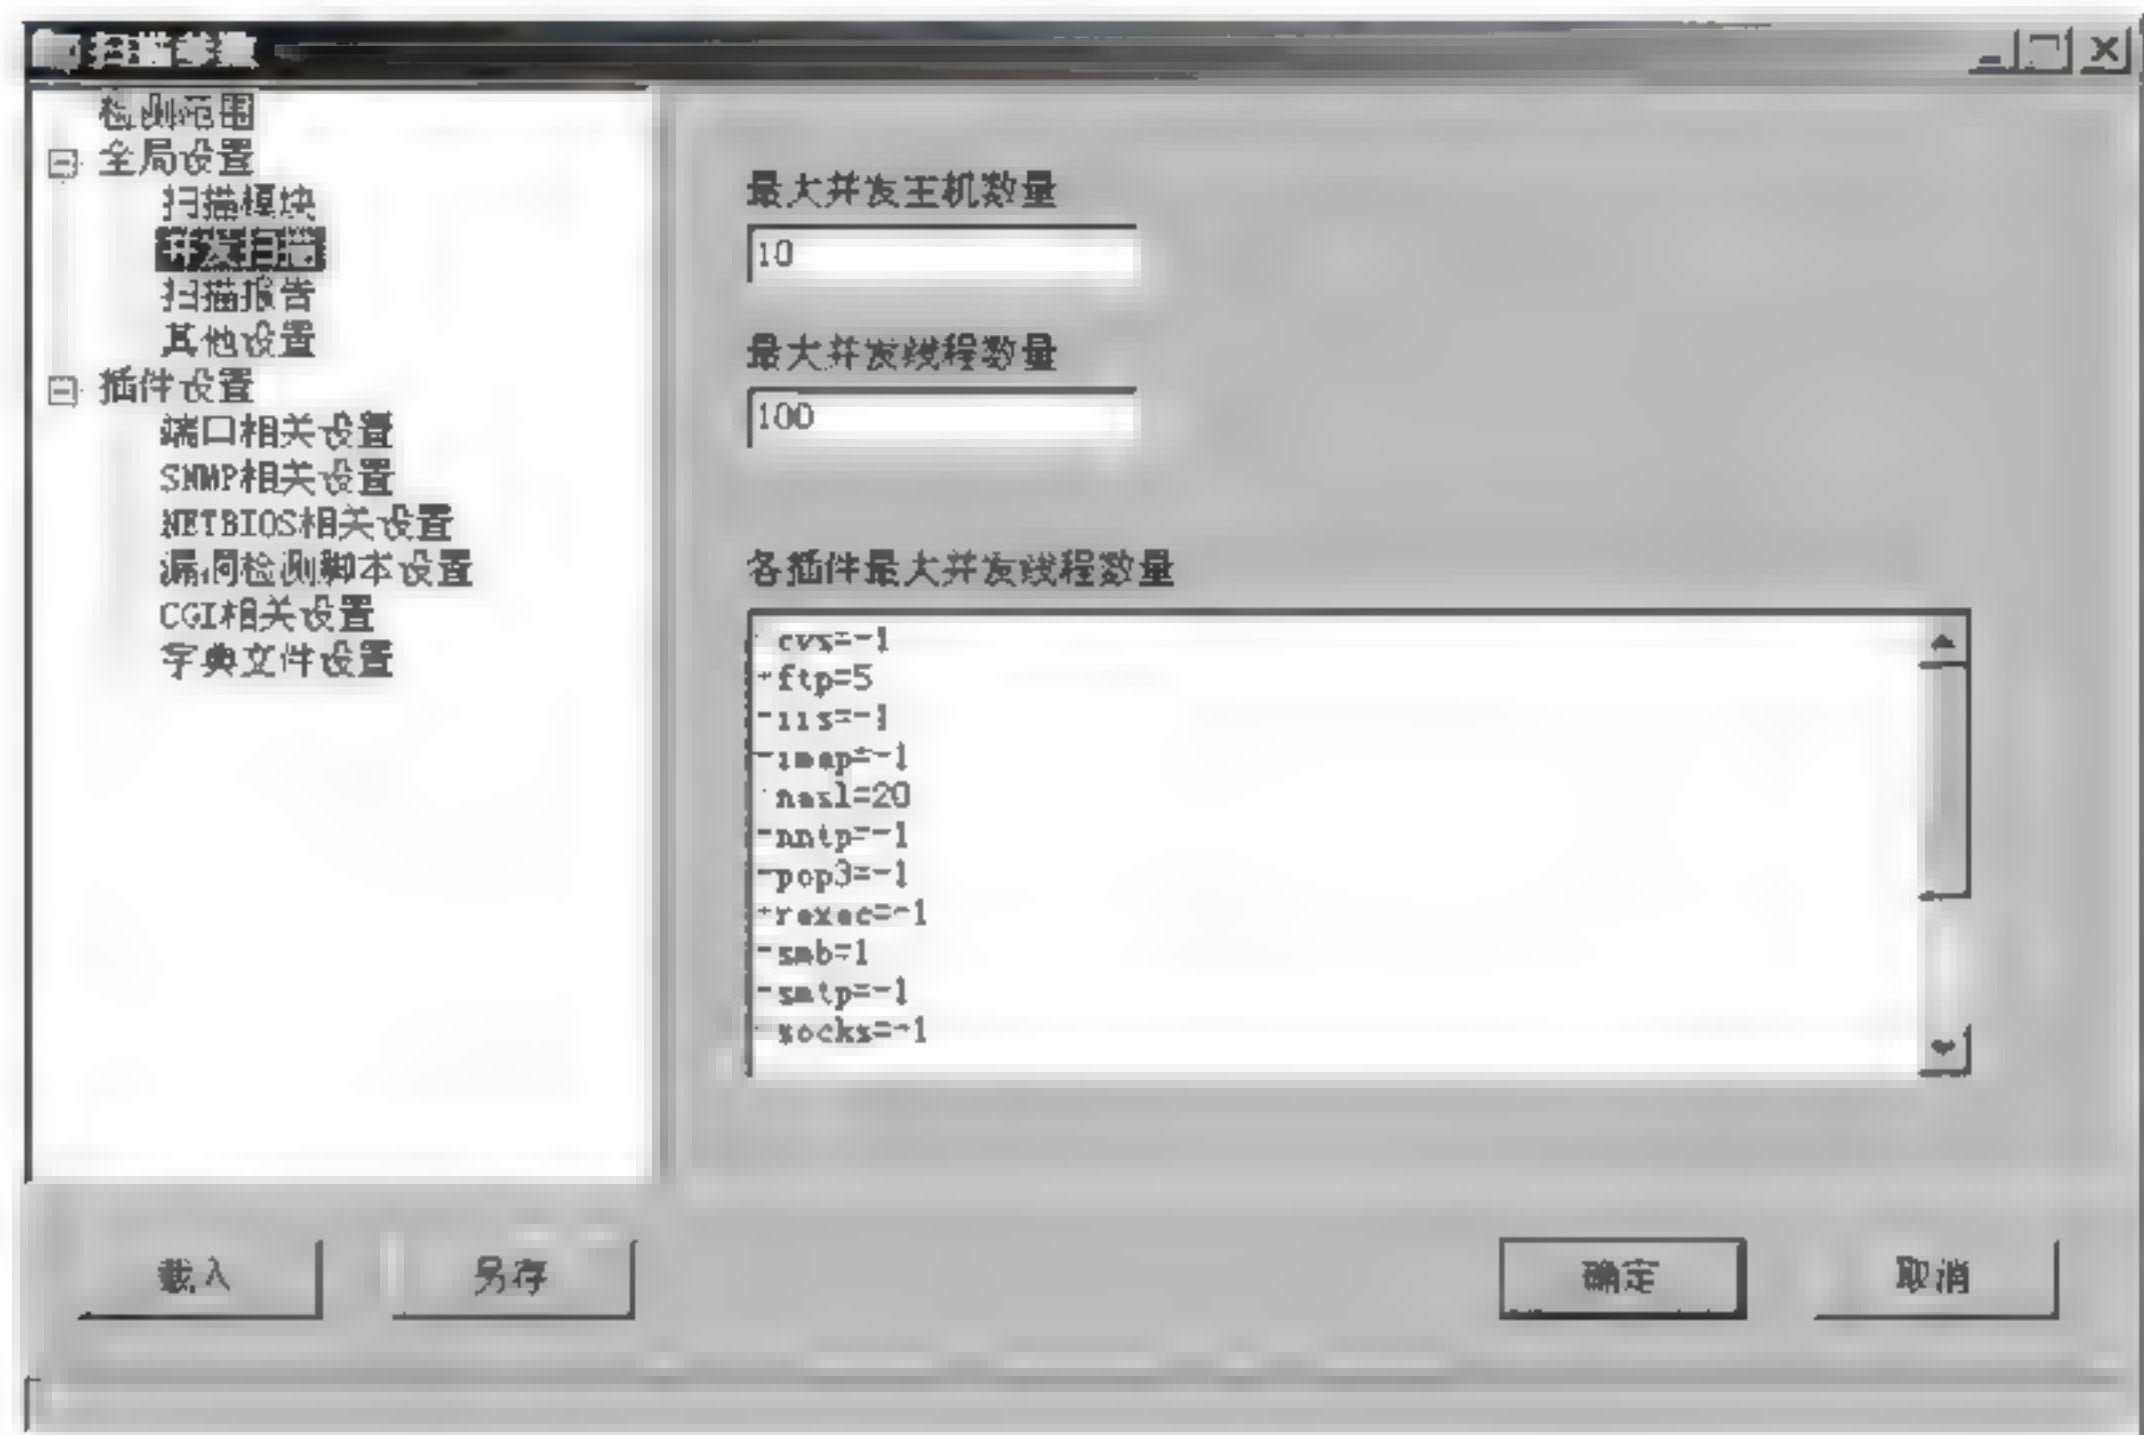 扫描参数
检测范围
全局设置
扫描模块
并发扫描
扫描报告
其他设置
插件设置
端口相关设置
SNMP相关设置
NETBIOS相关设置
漏洞检测脚本设置
CGI相关设置
字典文件设置
最大并发主机数量
10
最大并发线程数量
100
各插件最大并发线程数量
cvs=-1
ftp=5
iis=-1
imap=-1
nasl=20
nntp=-1
pop3=-1
rexec=-1
smb=1
smtp=-1
socks=-1
载入
另存
确定
取消